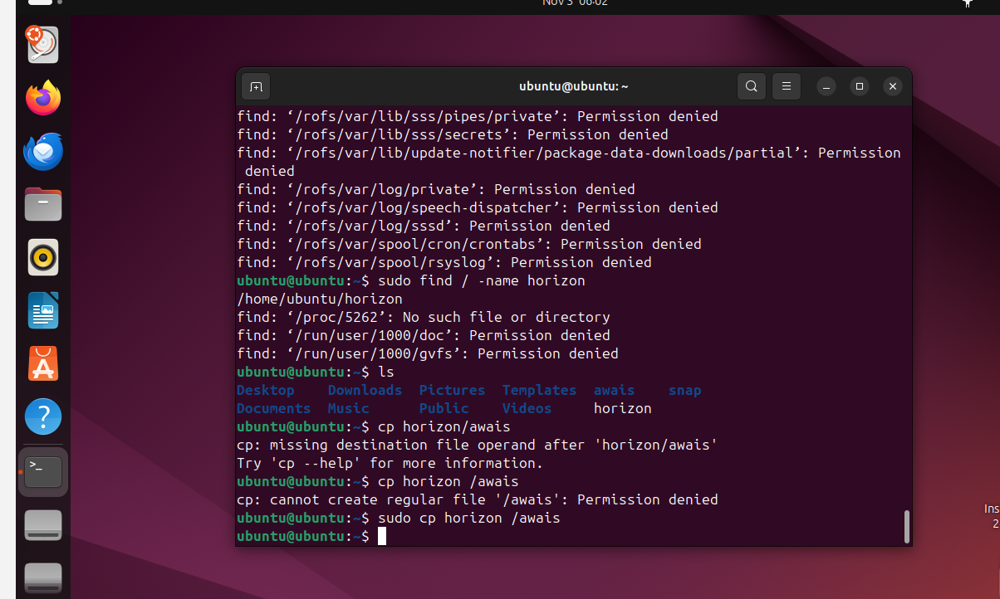 Nov 3 06:02
ubuntu@ubuntu: ~
find: ‘/rofs/var/lib/sss/pipes/private’: Permission denied
find: ‘/rofs/var/lib/sss/secrets’: Permission denied
find: ‘/rofs/var/lib/update-notifier/package-data-downloads/partial’: Permission
 denied
find: ‘/rofs/var/log/private’: Permission denied
find: ‘/rofs/var/log/speech-dispatcher’: Permission denied
find: ‘/rofs/var/log/sssd’: Permission denied
find: ‘/rofs/var/spool/cron/crontabs’: Permission denied
find: ‘/rofs/var/spool/rsyslog’: Permission denied
ubuntu@ubuntu:~$ sudo find / -name horizon
/home/ubuntu/horizon
find: ‘/proc/5262’: No such file or directory
find: ‘/run/user/1000/doc’: Permission denied
find: ‘/run/user/1000/gvfs’: Permission denied
ubuntu@ubuntu:~$ ls
Desktop    Downloads  Pictures  Templates  awais    snap
Documents  Music      Public    Videos     horizon
ubuntu@ubuntu:~$ cp horizon/awais
cp: missing destination file operand after 'horizon/awais'
Try 'cp --help' for more information.
ubuntu@ubuntu:~$ cp horizon /awais
cp: cannot create regular file '/awais': Permission denied
ubuntu@ubuntu:~$ sudo cp horizon /awais
ubuntu@ubuntu:~$
Ins
2